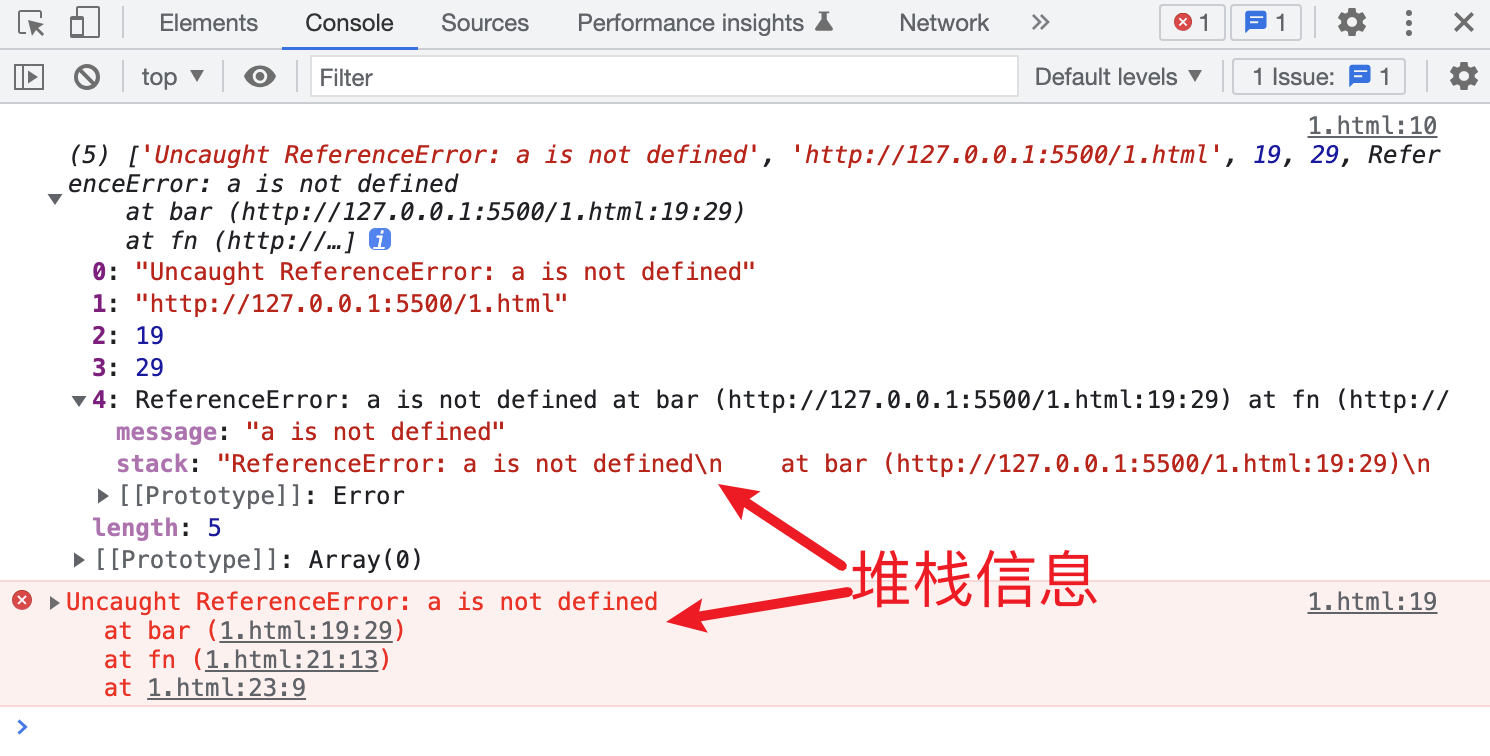 Elements Console Sources Performance insights Network » 1 1
top ▼ Filter Default levels ▼ 1 Issue: 1
1.html:10
(5) ['Uncaught ReferenceError: a is not defined', 'http://127.0.0.1:5500/1.html', 19, 29, Refer
enceError: a is not defined
at bar (http://127.0.0.1:5500/1.html:19:29)
at fn (http://…] i
0: "Uncaught ReferenceError: a is not defined"
1: "http://127.0.0.1:5500/1.html"
2: 19
3: 29
4: ReferenceError: a is not defined at bar (http://127.0.0.1:5500/1.html:19:29) at fn (http://
message: "a is not defined"
stack: "ReferenceError: a is not defined\n    at bar (http://127.0.0.1:5500/1.html:19:29)\n
[[Prototype]]: Error
length: 5
[[Prototype]]: Array(0)
堆栈信息
Uncaught ReferenceError: a is not defined 1.html:19
at bar (1.html:19:29)
at fn (1.html:21:13)
at 1.html:23:9